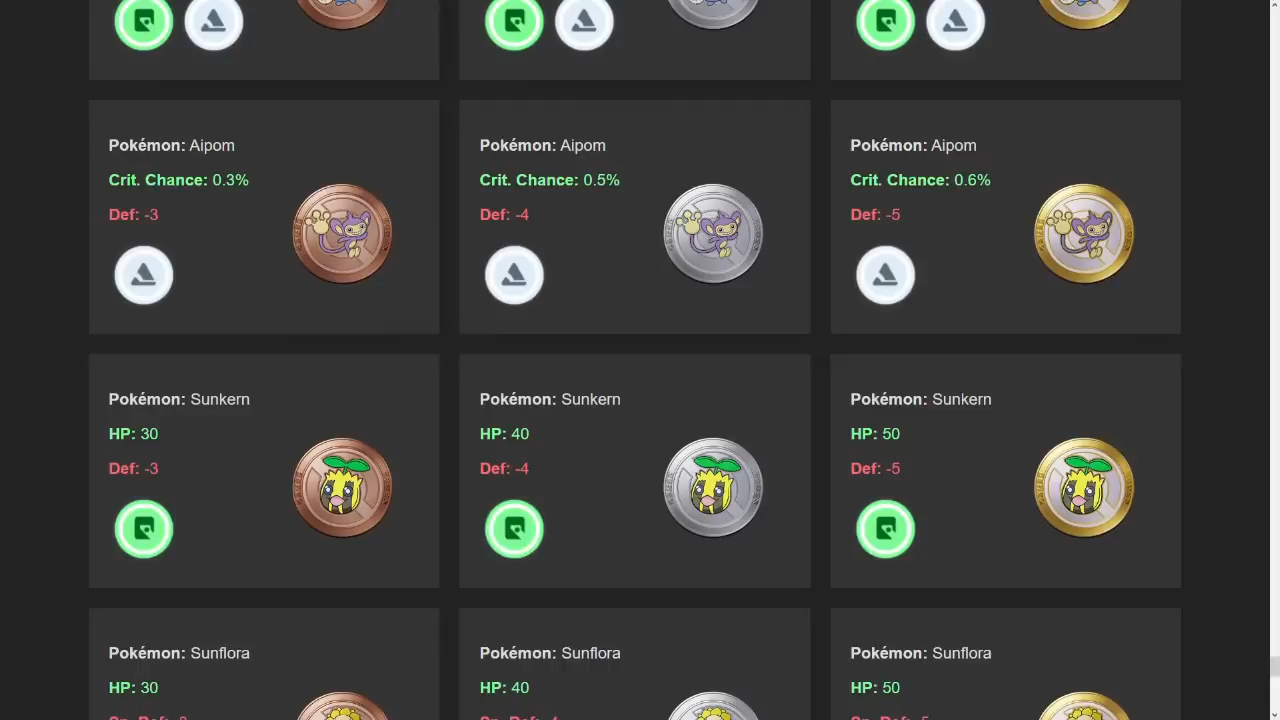 Pokémon: Aipom
Crit. Chance: 0.3%
Def: -3
Pokémon: Aipom
Crit. Chance: 0.5%
Def: -4
Pokémon: Aipom
Crit. Chance: 0.6%
Def: -5
Pokémon: Sunkern
HP: 30
Def: -3
Pokémon: Sunkern
HP: 40
Def: -4
Pokémon: Sunkern
HP: 50
Def: -5
Pokémon: Sunflora
HP: 30
Pokémon: Sunflora
HP: 40
Pokémon: Sunflora
HP: 50